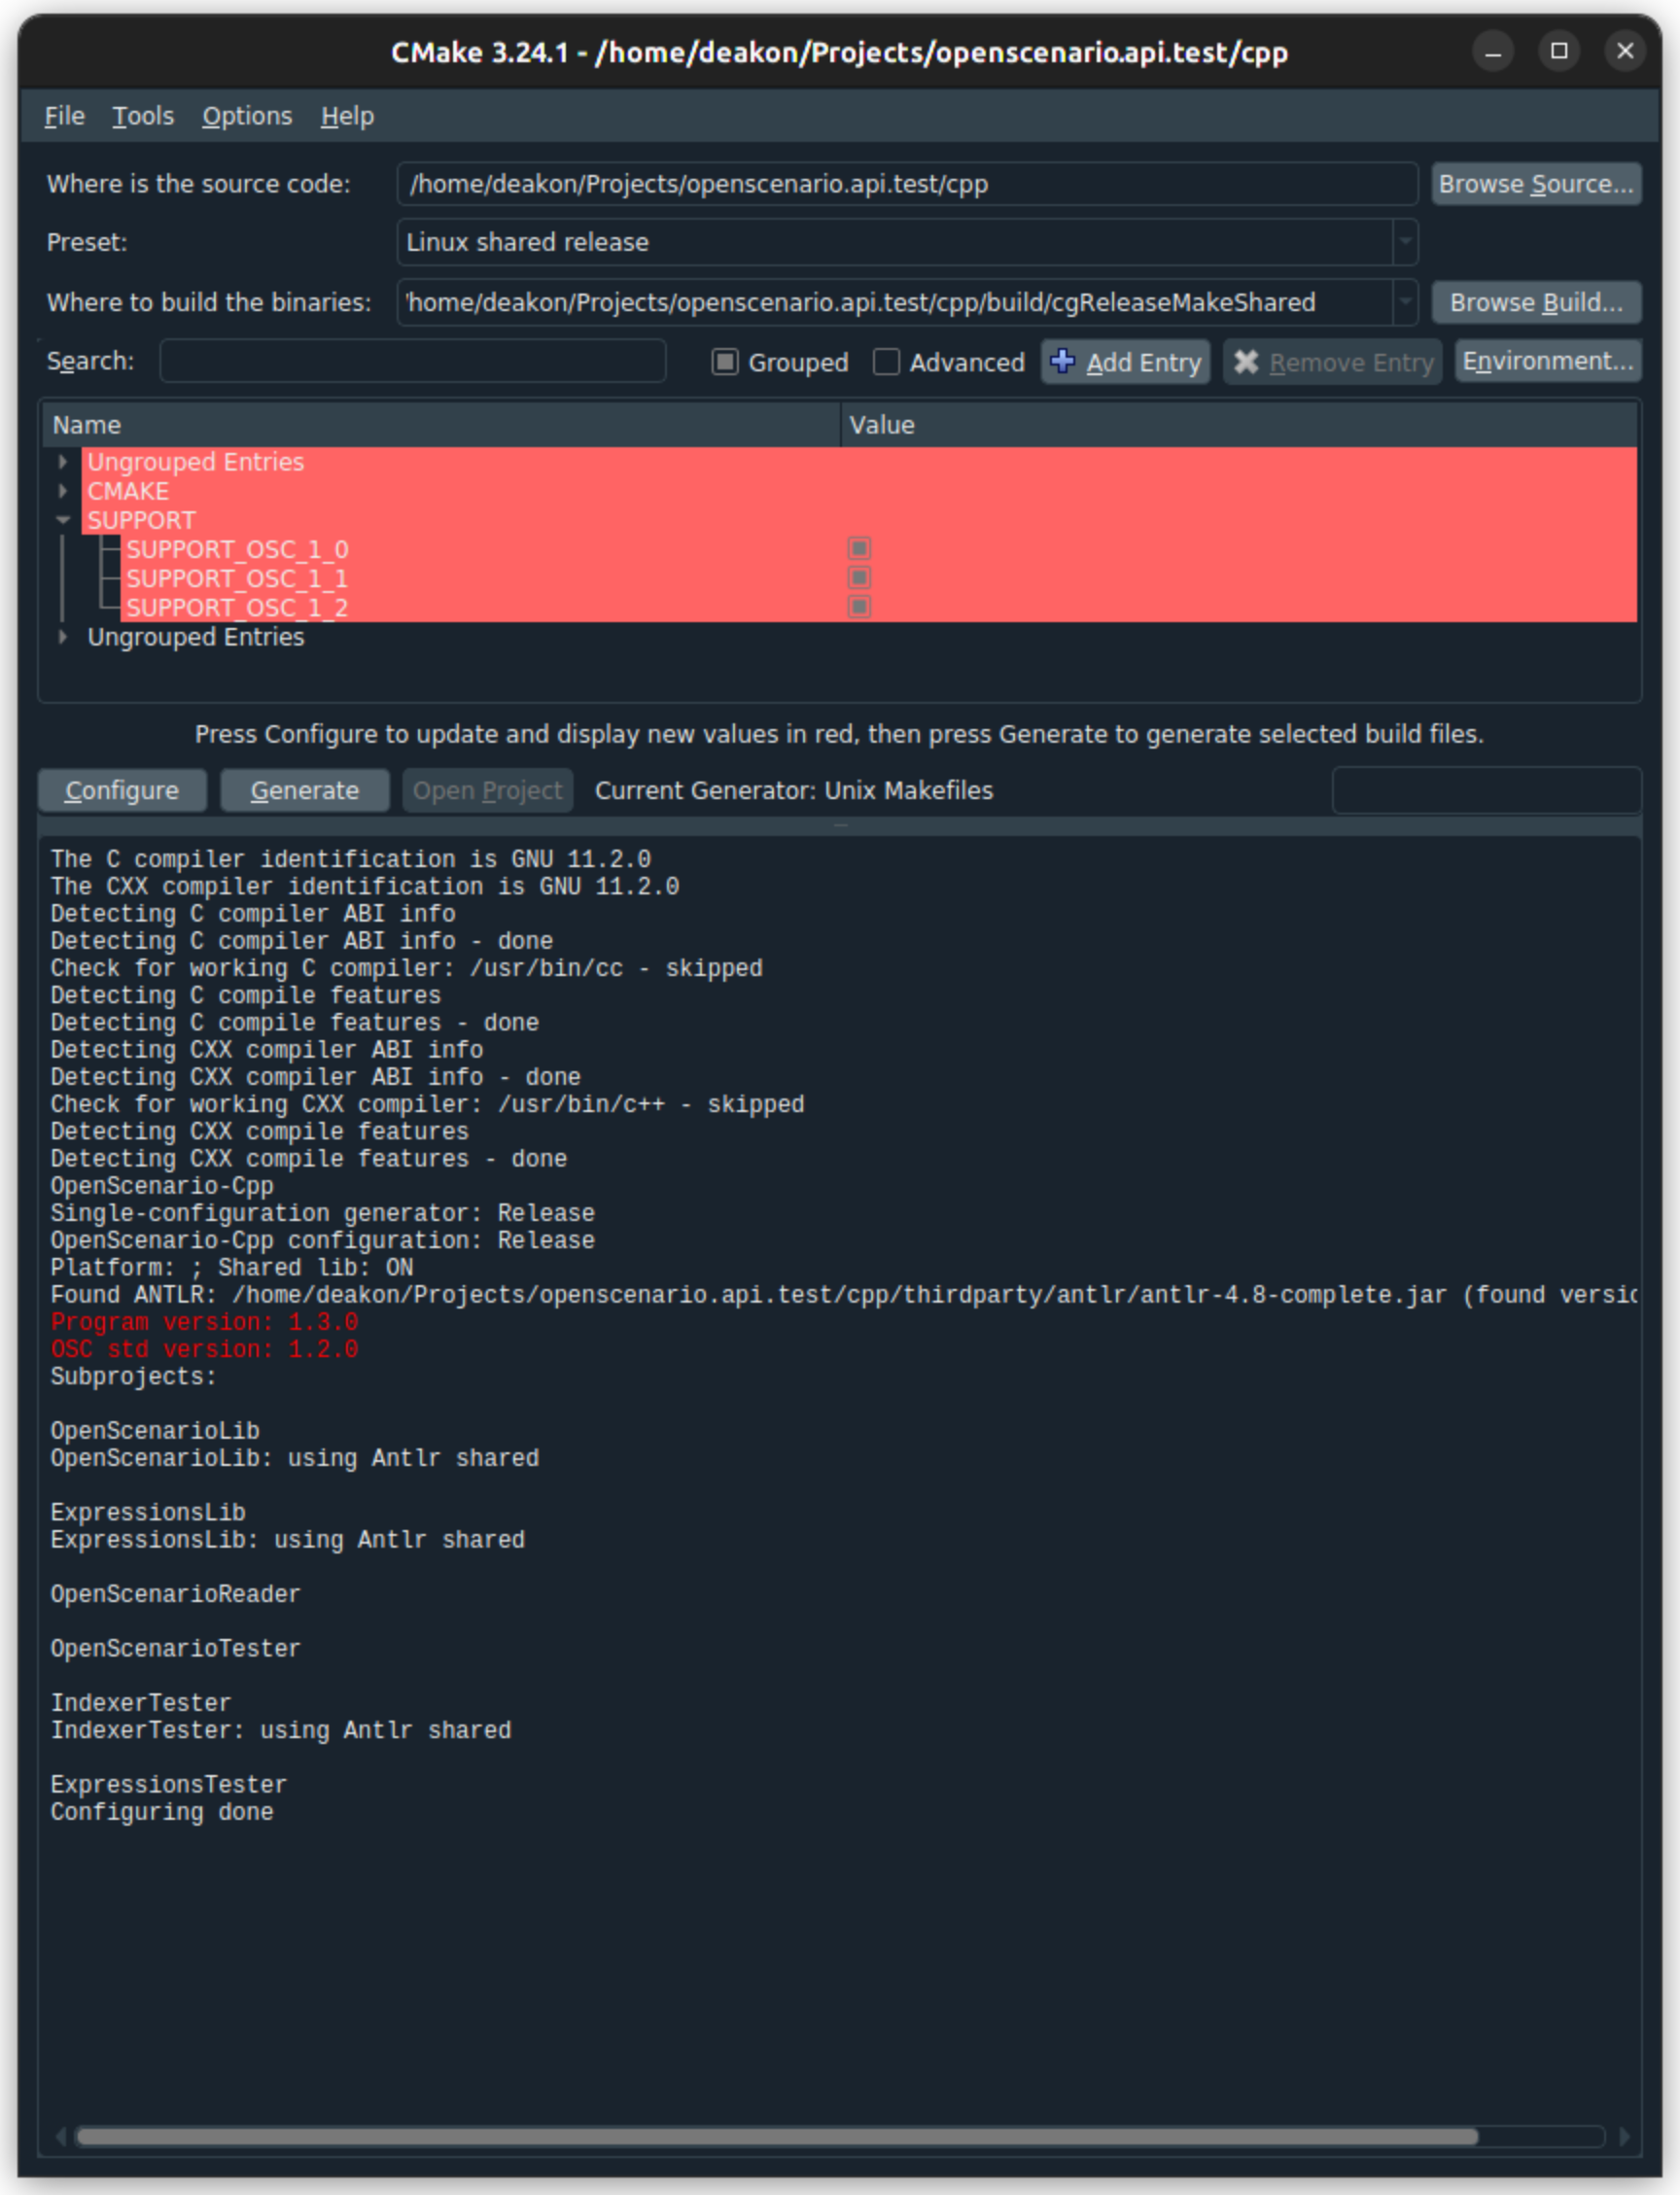 CMake 3.24.1 - /home/deakon/Projects/openscenario.api.test/cpp
File Tools Options Help
Where is the source code: /home/deakon/Projects/openscenario.api.test/cpp Browse Source...
Preset: Linux shared release
Where to build the binaries: home/deakon/Projects/openscenario.api.test/cpp/build/cgReleaseMakeShared Browse Build...
Search: Grouped Advanced Add Entry Remove Entry Environment...
Name Value
Ungrouped Entries
CMAKE
SUPPORT
SUPPORT_OSC_1_0
SUPPORT_OSC_1_1
SUPPORT_OSC_1_2
Ungrouped Entries
Press Configure to update and display new values in red, then press Generate to generate selected build files.
Configure Generate Open Project Current Generator: Unix Makefiles
The C compiler identification is GNU 11.2.0
The CXX compiler identification is GNU 11.2.0
Detecting C compiler ABI info
Detecting C compiler ABI info - done
Check for working C compiler: /usr/bin/cc - skipped
Detecting C compile features
Detecting C compile features - done
Detecting CXX compiler ABI info
Detecting CXX compiler ABI info - done
Check for working CXX compiler: /usr/bin/c++ - skipped
Detecting CXX compile features
Detecting CXX compile features - done
OpenScenario-Cpp
Single-configuration generator: Release
OpenScenario-Cpp configuration: Release
Platform: ; Shared lib: ON
Found ANTLR: /home/deakon/Projects/openscenario.api.test/cpp/thirdparty/antlr/antlr-4.8-complete.jar (found versic
Program version: 1.3.0
OSC std version: 1.2.0
Subprojects:
OpenScenarioLib
OpenScenarioLib: using Antlr shared
ExpressionsLib
ExpressionsLib: using Antlr shared
OpenScenarioReader
OpenScenarioTester
IndexerTester
IndexerTester: using Antlr shared
ExpressionsTester
Configuring done